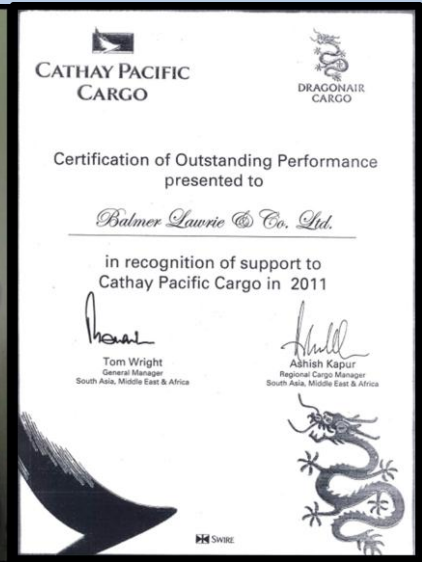 CATHAY PACIFIC
CARGO
DRAGONAIR
CARGO
Certification of Outstanding Performance
presented to
Balmer Lawrie & Co. Ltd.
in recognition of support to
Cathay Pacific Cargo in 2011
Tom Wright
General Manager
South Asia, Middle East & Africa
Ashish Kapur
Regional Cargo Manager
South Asia, Middle East & Africa
SWIRE